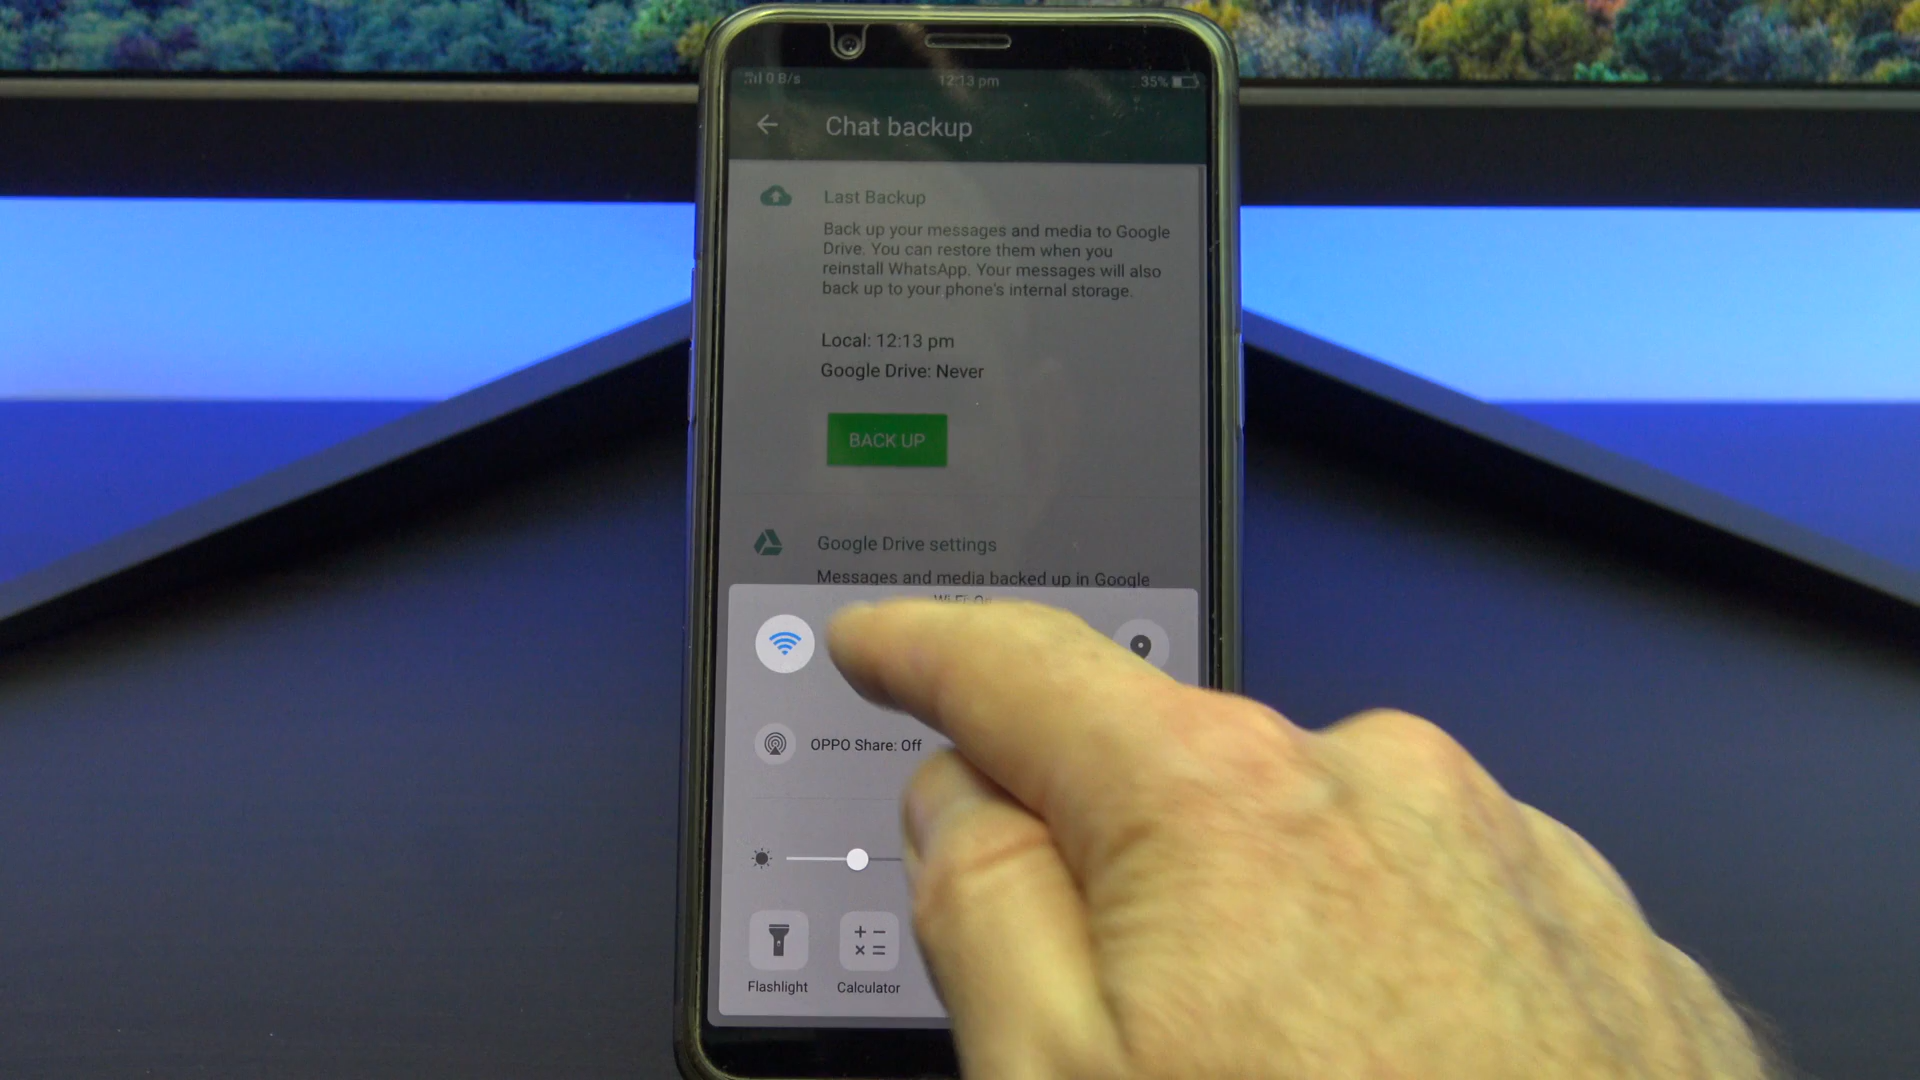 0 B/s 12:13 pm 35%
Chat backup
Last Backup
Back up your messages and media to Google
Drive. You can restore them when you
reinstall WhatsApp. Your messages will also
back up to your phone's internal storage.
Local: 12:13 pm
Google Drive: Never
BACK UP
Google Drive settings
Messages and media backed up in Google
Wi-Fi: On
OPPO Share: Off
Flashlight Calculator